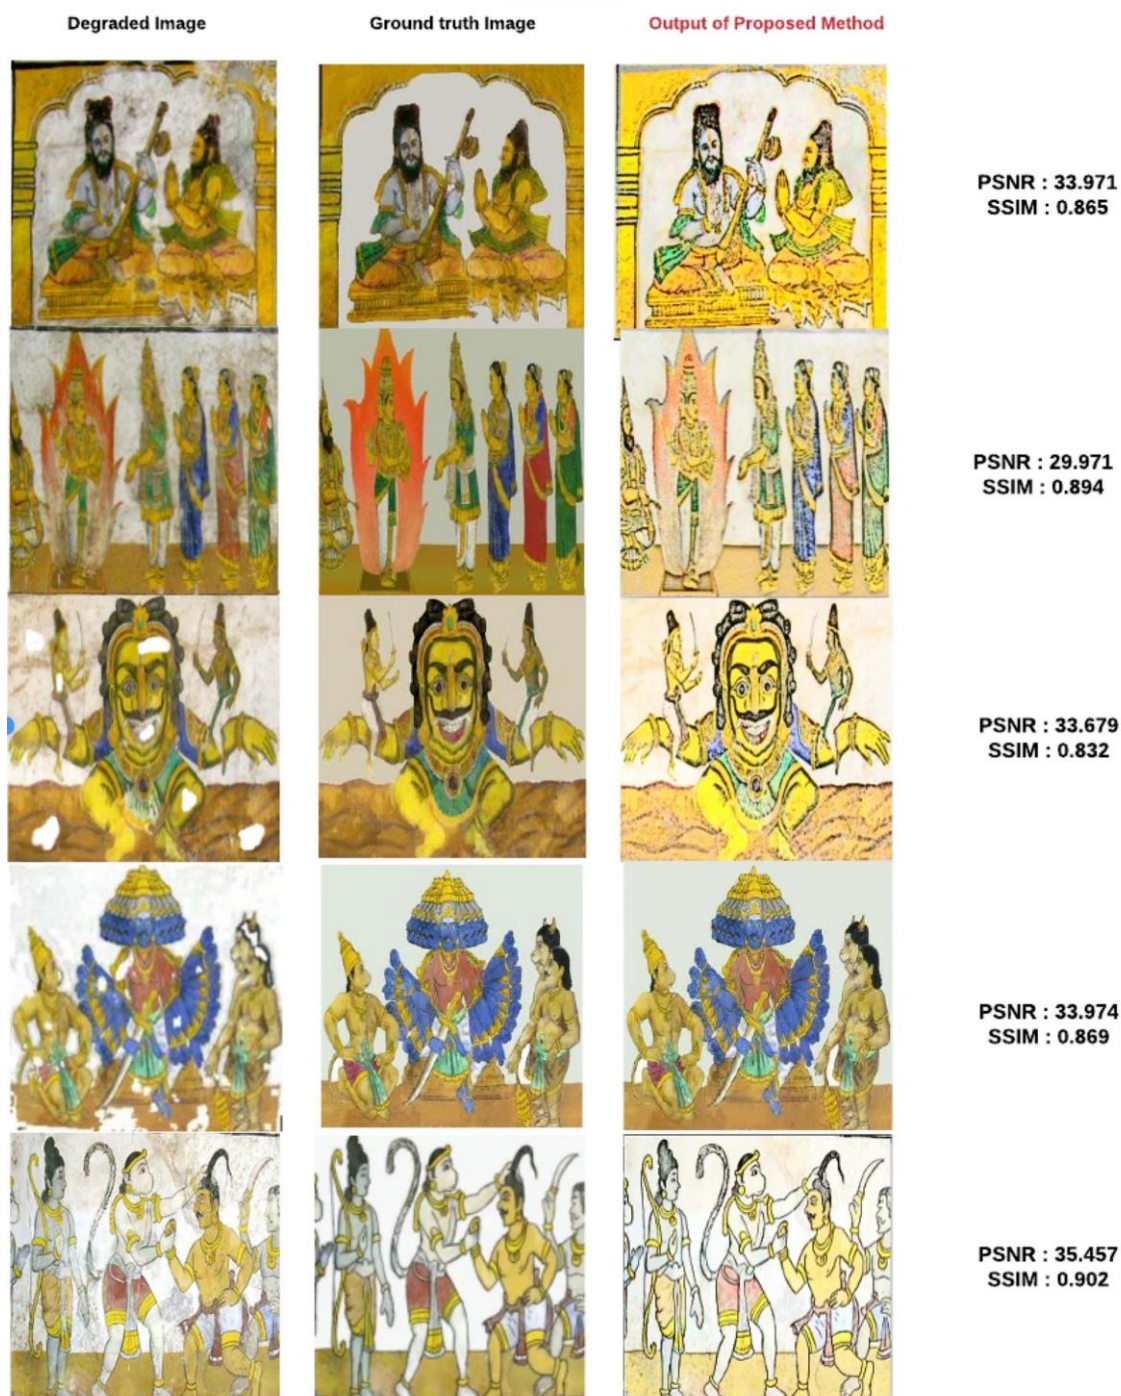 Degraded Image
Ground truth Image
Output of Proposed Method
PSNR : 33.971
SSIM : 0.865
PSNR : 29.971
SSIM : 0.894
PSNR : 33.679
SSIM : 0.832
PSNR : 33.974
SSIM : 0.869
PSNR : 35.457
SSIM : 0.902